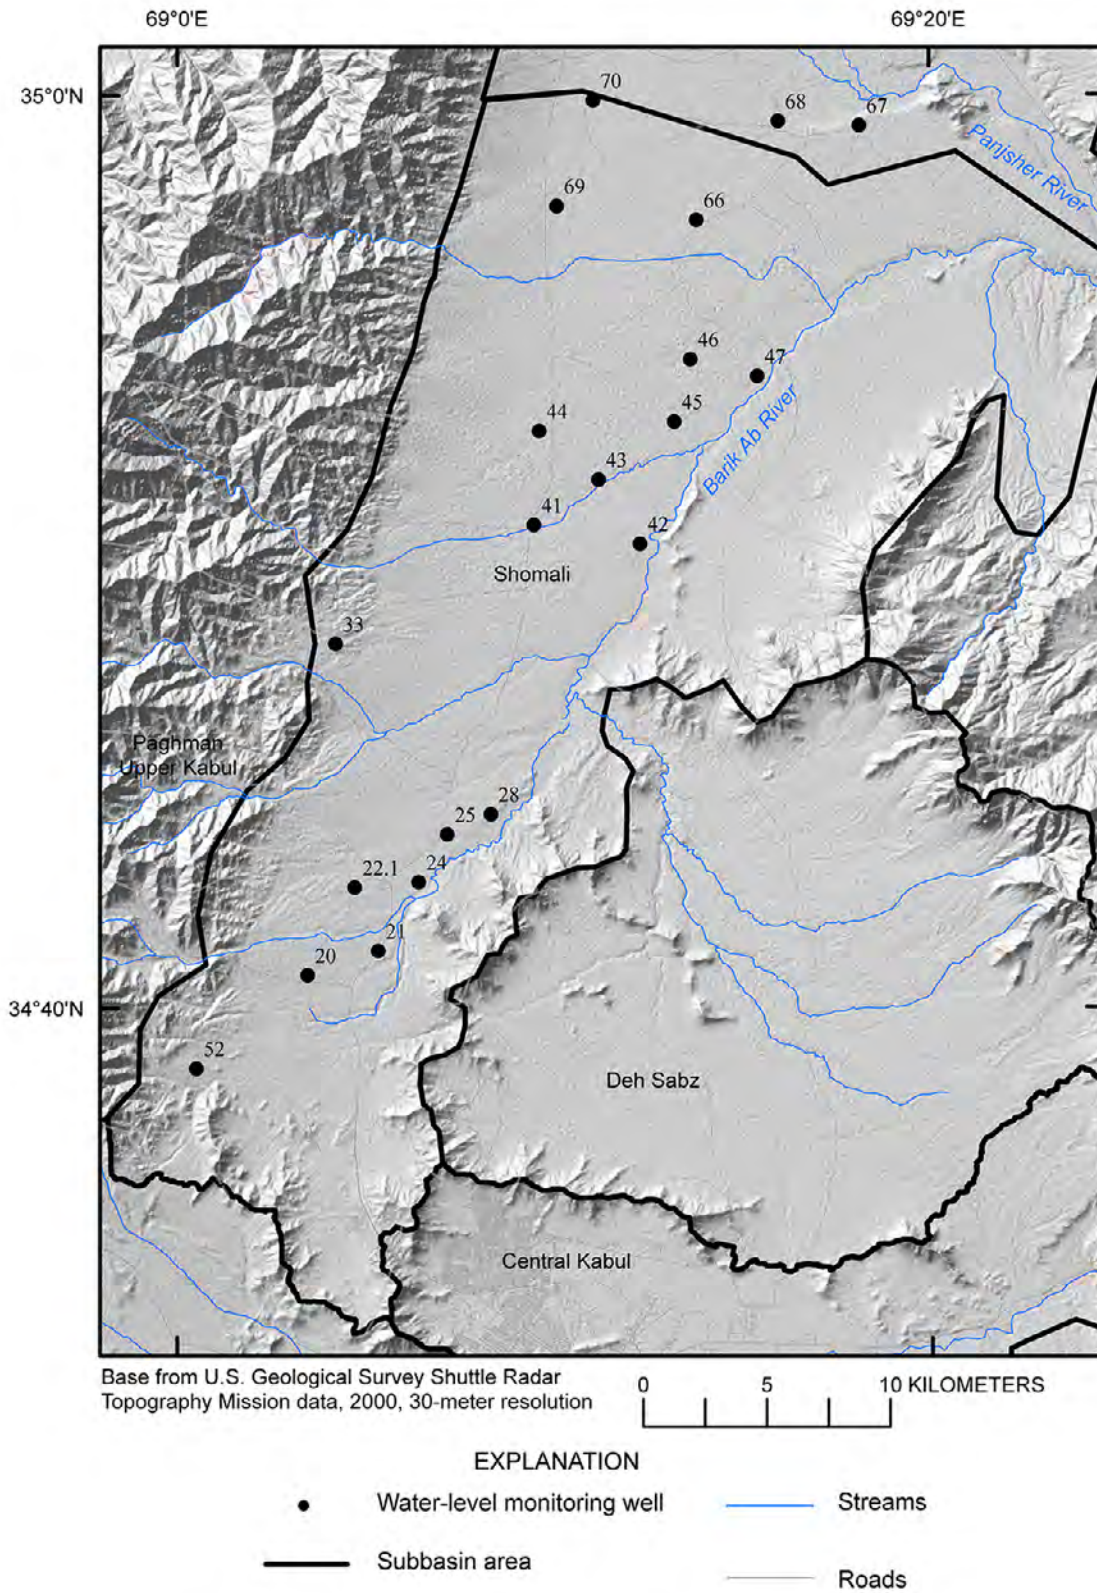 69°0'E
69°20'E
35°0'N
70
68
67
Panjsher River
69
66
46
47
45
44
Barik Ab River
43
41
42
Shomali
33
Paghman
Upper Kabul
28
25
24
22.1
21
20
34°40'N
52
Deh Sabz
Central Kabul
Base from U.S. Geological Survey Shuttle Radar
Topography Mission data, 2000, 30-meter resolution
0 5 10 KILOMETERS
EXPLANATION
Water-level monitoring well
Streams
Subbasin area
Roads